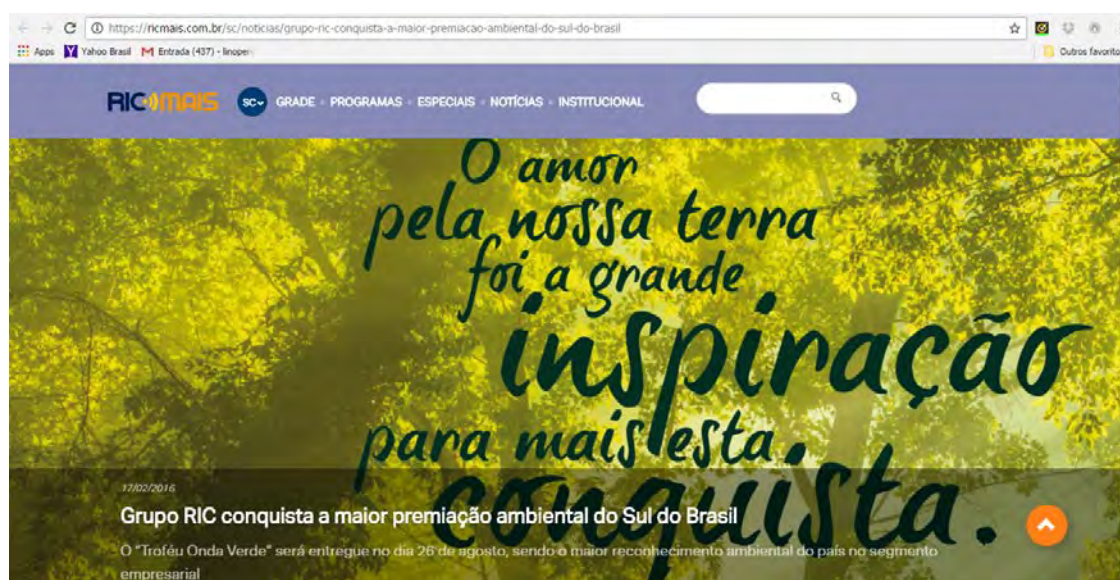 https://ricmais.com.br/sc/noticias/grupo-ric-conquista-a-maior-premiacao-ambiental-do-sul-do-brasil
Apps Yahoo Brasil Entrada (437) - linoper Outros favorito
RIC MAIS SC GRADE PROGRAMAS ESPECIAIS NOTÍCIAS INSTITUCIONAL
O amor
pela nossa terra
foi a grande
inspiração
para mais esta
conquista.
17/02/2016
Grupo RIC conquista a maior premiação ambiental do Sul do Brasil
O "Troféu Onda Verde" será entregue no dia 26 de agosto, sendo o maior reconhecimento ambiental do país no segmento
empresarial